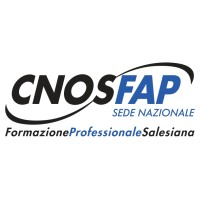 CNOSFAP
SEDE NAZIONALE
FormazioneProfessionaleSalesiana